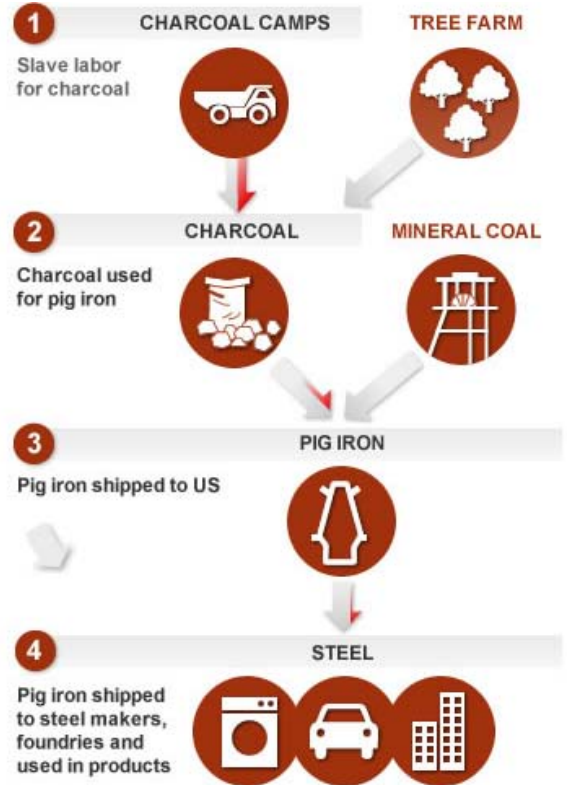 1 CHARCOAL CAMPS TREE FARM
Slave labor
for charcoal
2 CHARCOAL MINERAL COAL
Charcoal used
for pig iron
3 PIG IRON
Pig iron shipped to US
4 STEEL
Pig iron shipped
to steel makers,
foundries and
used in products